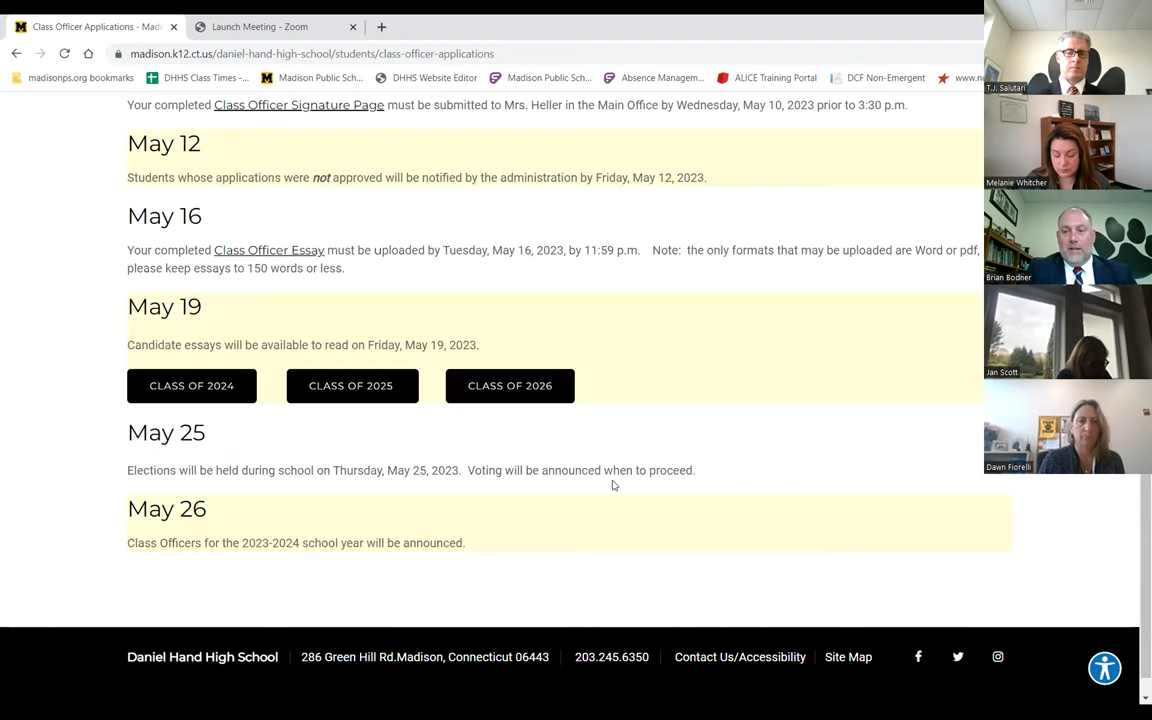 Class Officer Applications - Mad
Launch Meeting - Zoom
madison.k12.ct.us/daniel-hand-high-school/students/class-officer-applications
madisonps.org bookmarks
DHHS Class Times -...
Madison Public Sch...
DHHS Website Editor
Madison Public Sch...
Absence Managem...
ALICE Training Portal
DCF Non-Emergent
www.ne
Your completed Class Officer Signature Page must be submitted to Mrs. Heller in the Main Office by Wednesday, May 10, 2023 prior to 3:30 p.m.
May 12
Students whose applications were not approved will be notified by the administration by Friday, May 12, 2023.
May 16
Your completed Class Officer Essay must be uploaded by Tuesday, May 16, 2023, by 11:59 p.m. Note: the only formats that may be uploaded are Word or pdf,
please keep essays to 150 words or less.
May 19
Candidate essays will be available to read on Friday, May 19, 2023.
CLASS OF 2024
CLASS OF 2025
CLASS OF 2026
May 25
Elections will be held during school on Thursday, May 25, 2023. Voting will be announced when to proceed.
May 26
Class Officers for the 2023-2024 school year will be announced.
Daniel Hand High School
286 Green Hill Rd.Madison, Connecticut 06443
203.245.6350
Contact Us/Accessibility
Site Map
T.J. Salutari
Melanie Whitcher
Brian Bodner
Jan Scott
Dawn Fiorelli